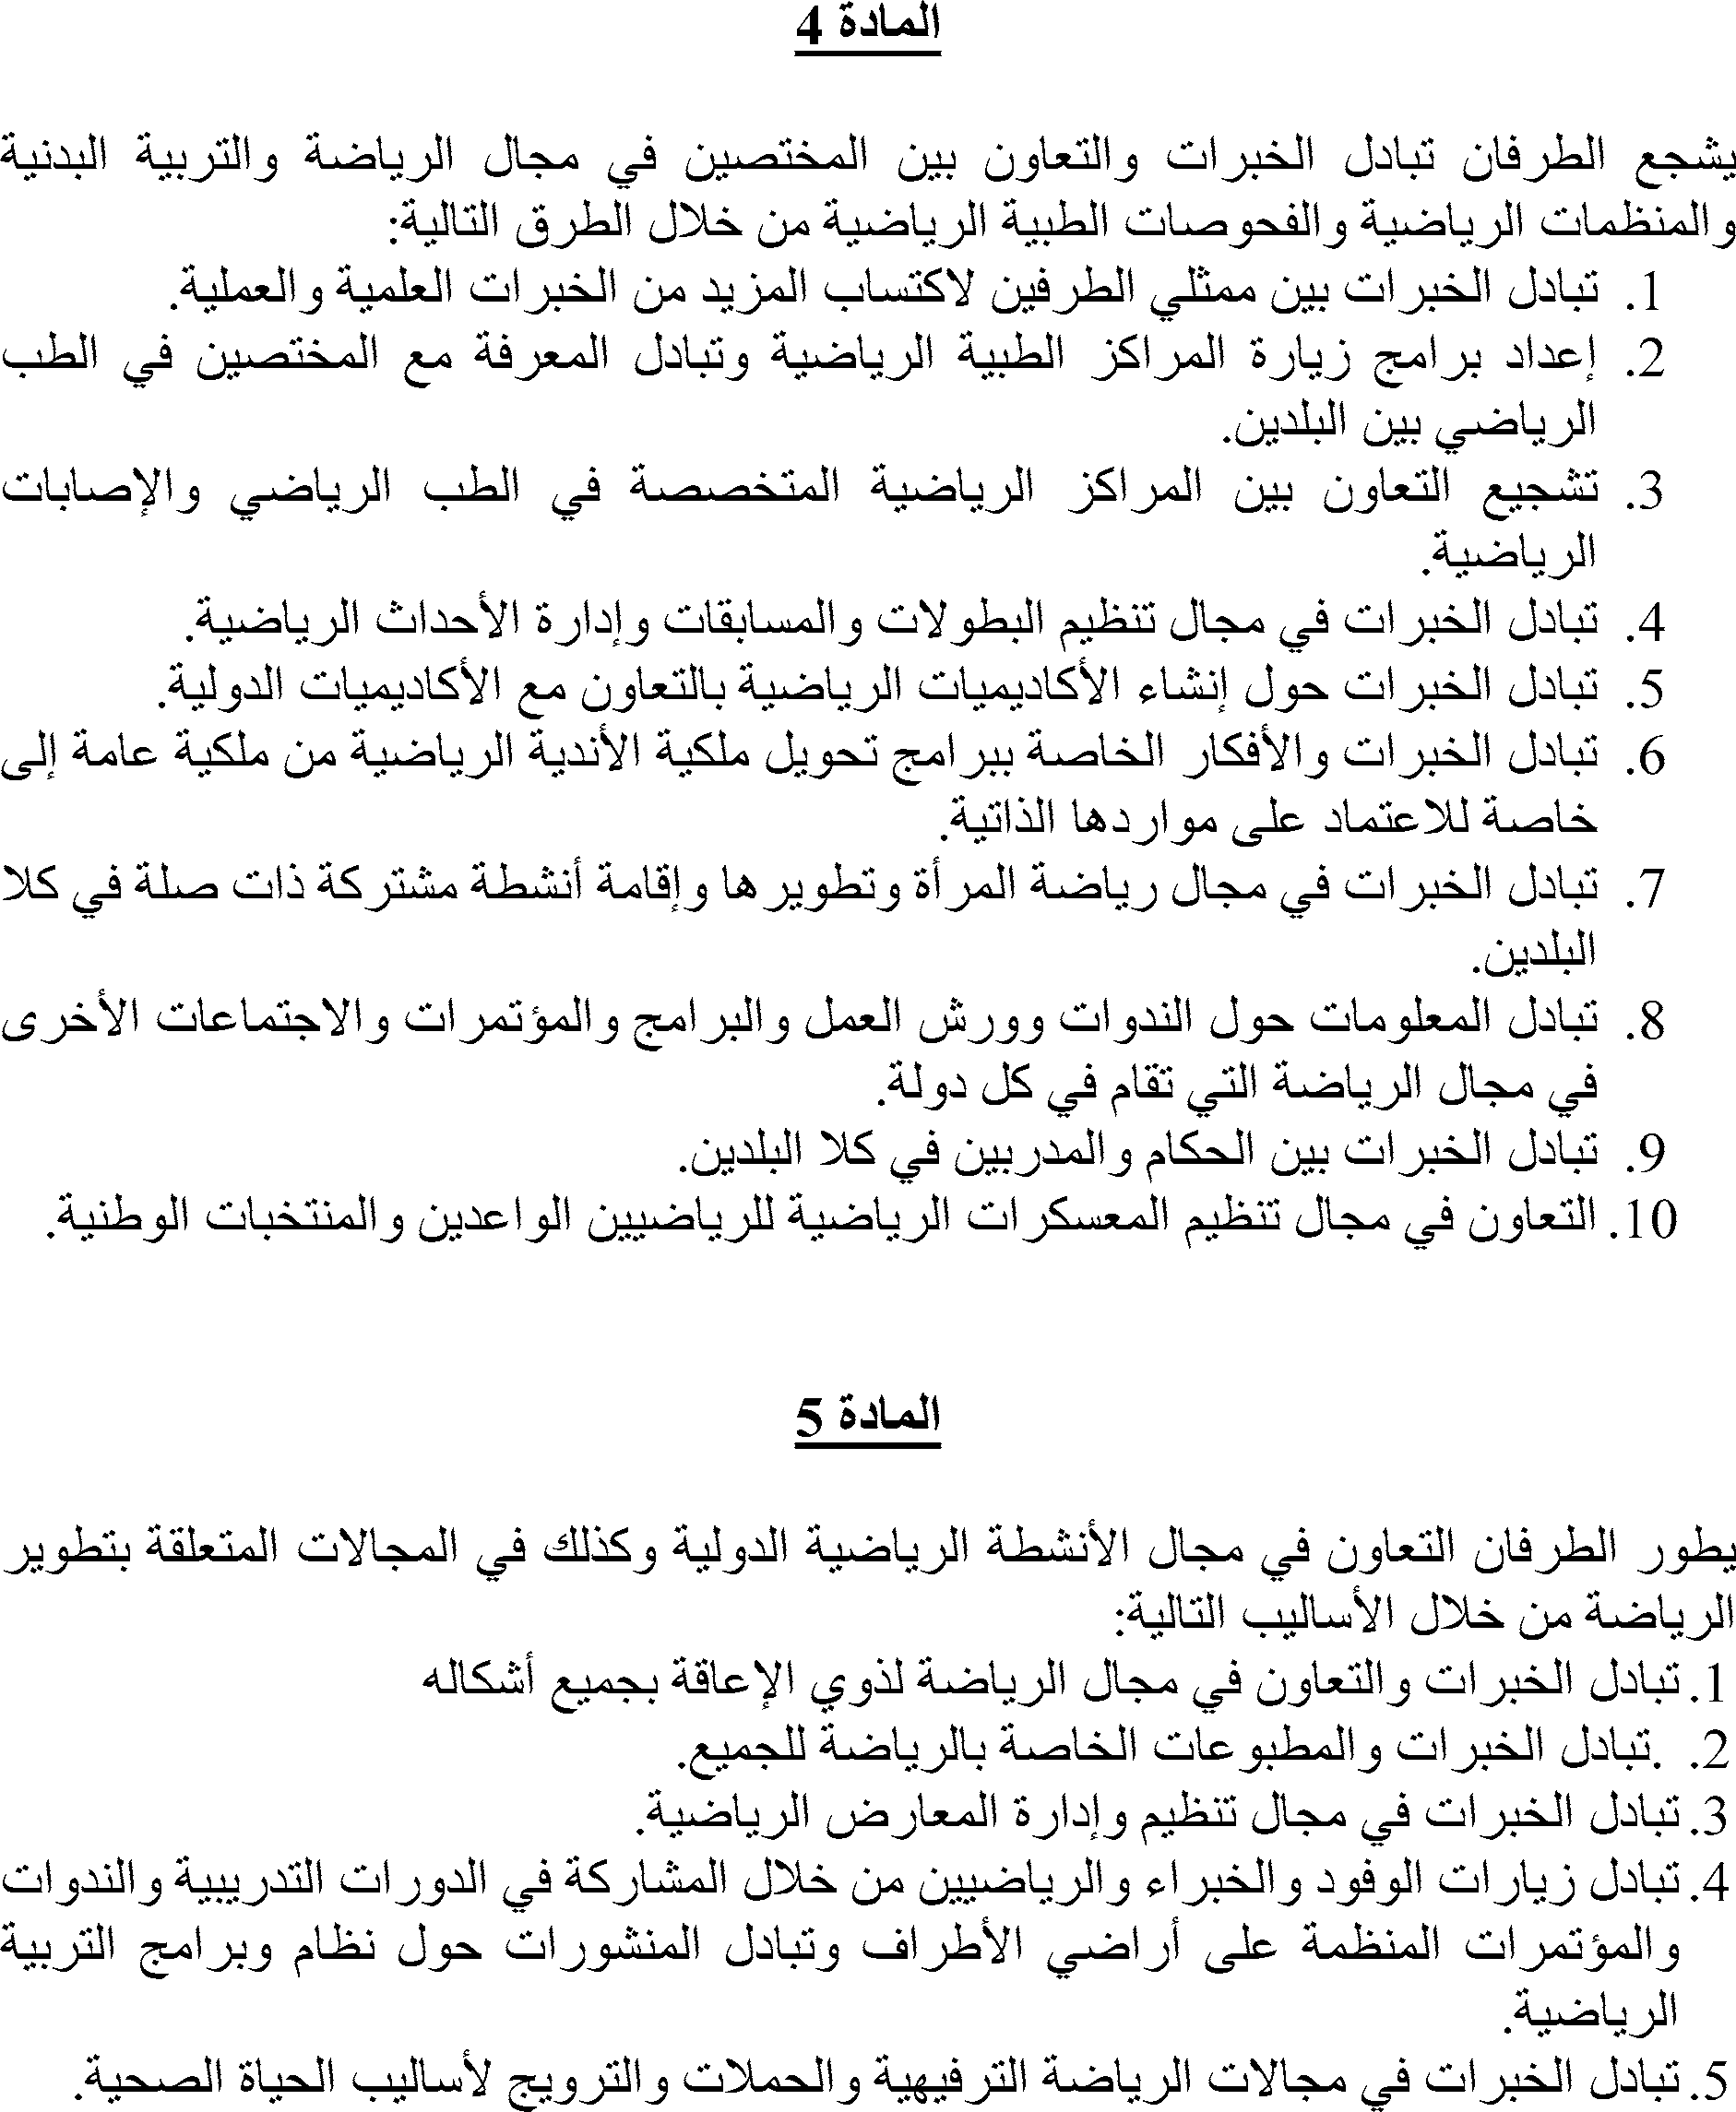 المادة 4
يشجع الطرفان تبادل الخبرات والتعاون بين المختصين في مجال الرياضة والتربية البدنية
والمنظمات الرياضية والفحوصات الطبية الرياضية من خلال الطرق التالية:
1. تبادل الخبرات بين ممثلي الطرفين لاكتساب المزيد من الخبرات العلمية والعملية.
2. إعداد برامج زيارة المراكز الطبية الرياضية وتبادل المعرفة مع المختصين في الطب
الرياضي بين البلدين.
3. تشجيع التعاون بين المراكز الرياضية المتخصصة في الطب الرياضي والإصابات
الرياضية.
4. تبادل الخبرات في مجال تنظيم البطولات والمسابقات وإدارة الأحداث الرياضية.
5. تبادل الخبرات حول إنشاء الأكاديميات الرياضية بالتعاون مع الأكاديميات الدولية.
6. تبادل الخبرات والأفكار الخاصة ببرامج تحويل ملكية الأندية الرياضية من ملكية عامة إلى
خاصة للاعتماد على مواردها الذاتية.
7. تبادل الخبرات في مجال رياضة المرأة وتطويرها وإقامة أنشطة مشتركة ذات صلة في كلا
البلدين.
8. تبادل المعلومات حول الندوات وورش العمل والبرامج والمؤتمرات والاجتماعات الأخرى
في مجال الرياضة التي تقام في كل دولة.
9. تبادل الخبرات بين الحكام والمدربين في كلا البلدين.
10. التعاون في مجال تنظيم المعسكرات الرياضية للرياضيين الواعدين والمنتخبات الوطنية.
المادة 5
يطور الطرفان التعاون في مجال الأنشطة الرياضية الدولية وكذلك في المجالات المتعلقة بتطوير
الرياضة من خلال الأساليب التالية:
1. تبادل الخبرات والتعاون في مجال الرياضة لذوي الإعاقة بجميع أشكاله
2. .تبادل الخبرات والمطبوعات الخاصة بالرياضة للجميع.
3. تبادل الخبرات في مجال تنظيم وإدارة المعارض الرياضية.
4. تبادل زيارات الوفود والخبراء والرياضيين من خلال المشاركة في الدورات التدريبية والندوات
والمؤتمرات المنظمة على أراضي الأطراف وتبادل المنشورات حول نظام وبرامج التربية
الرياضية.
5. تبادل الخبرات في مجالات الرياضة الترفيهية والحملات والترويج لأساليب الحياة الصحية.